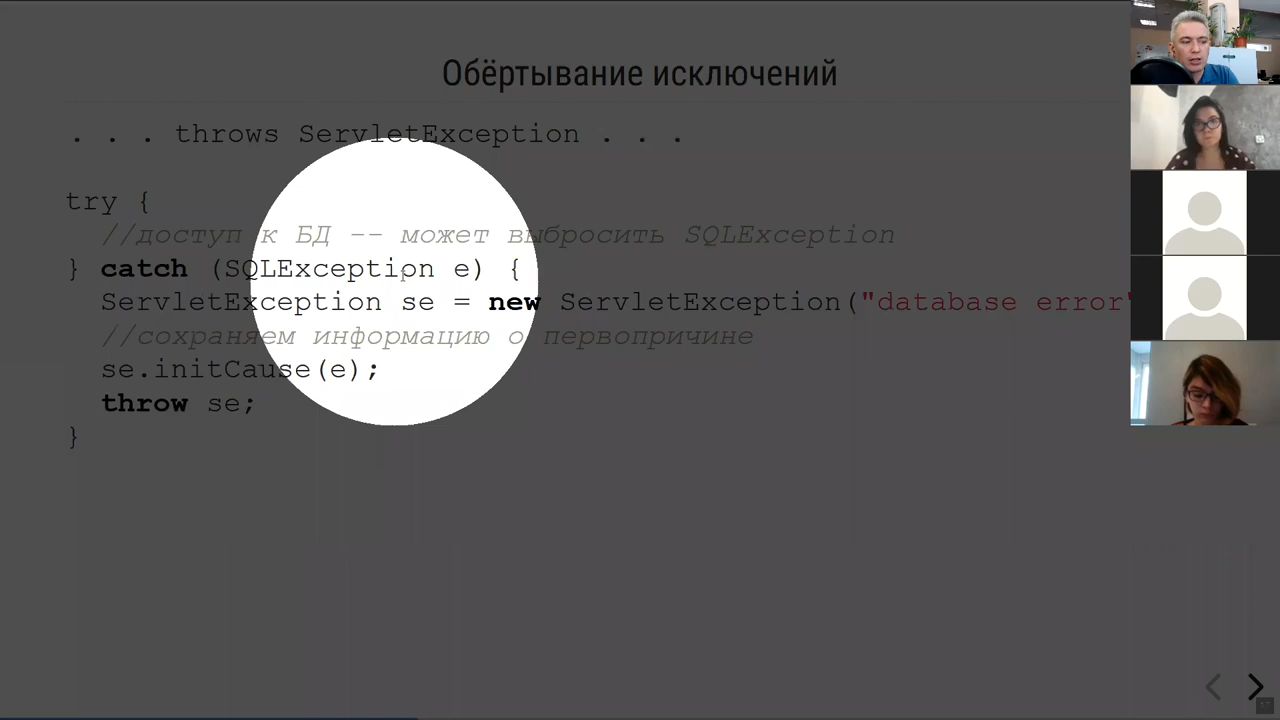 Обёртывание исключений
. . . throws ServletException . . .
try {
//доступ к БД -- может выбросить SQLException
} catch (SQLException e) {
ServletException se = new ServletException("database error"
//сохраняем информацию о первопричине
se.initCause(e);
throw se;
}
17